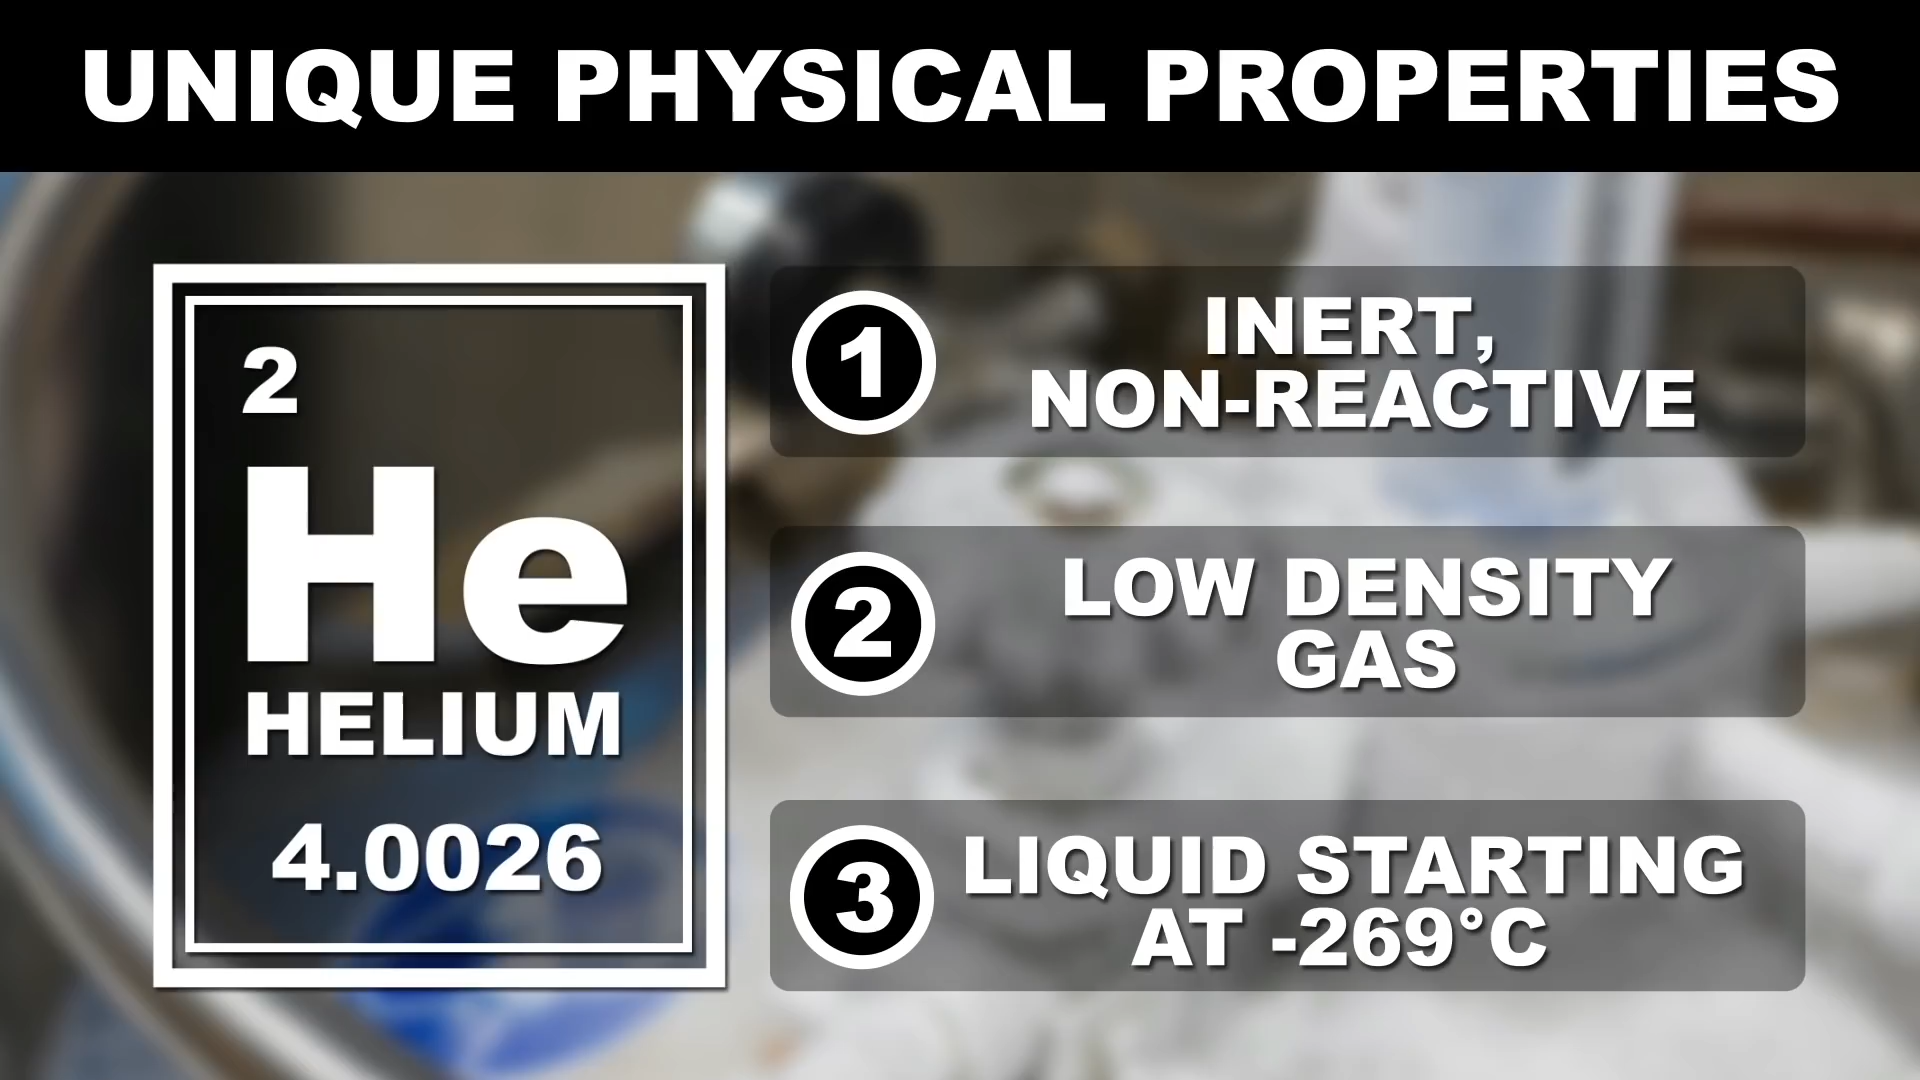 UNIQUE PHYSICAL PROPERTIES
2
He
HELIUM
4.0026
1
INERT,
NON-REACTIVE
2
LOW DENSITY
GAS
3
LIQUID STARTING
AT -269°C